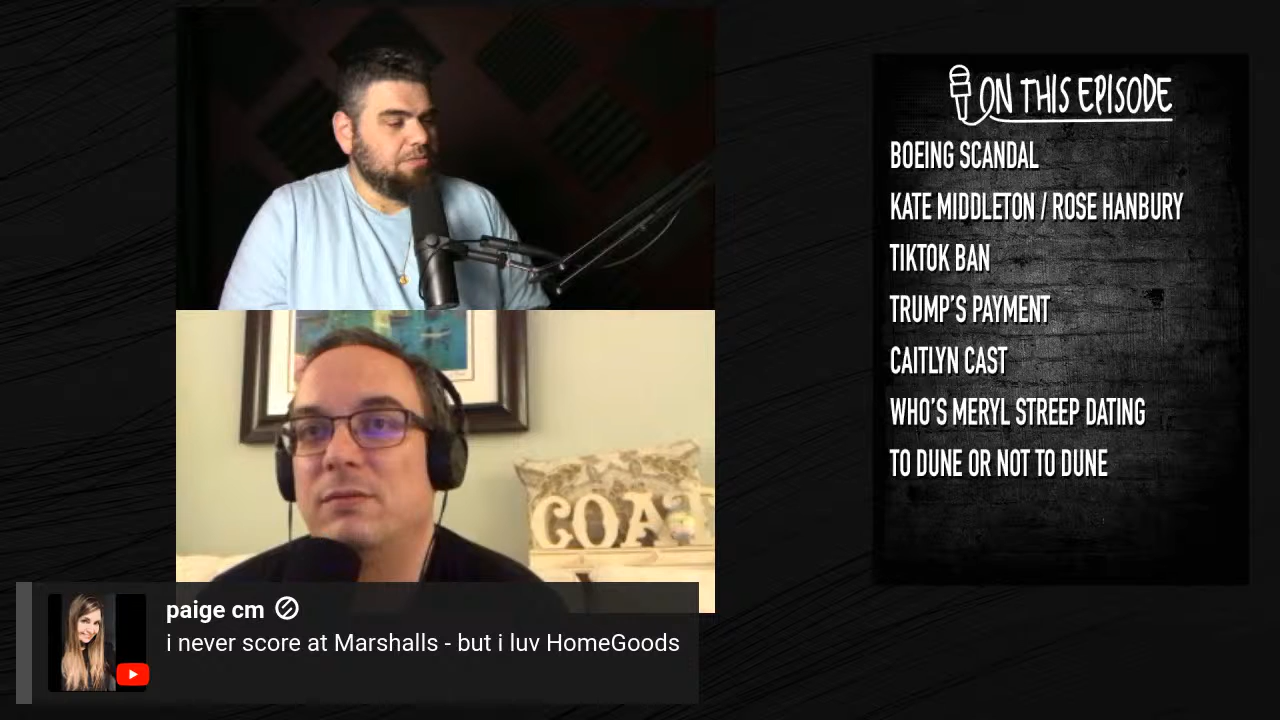 ON THIS EPISODE
BOEING SCANDAL
KATE MIDDLETON / ROSE HANBURY
TIKTOK BAN
TRUMP'S PAYMENT
CAITLYN CAST
WHO'S MERYL STREEP DATING
TO DUNE OR NOT TO DUNE
COA
paige cm
i never score at Marshalls - but i luv HomeGoods